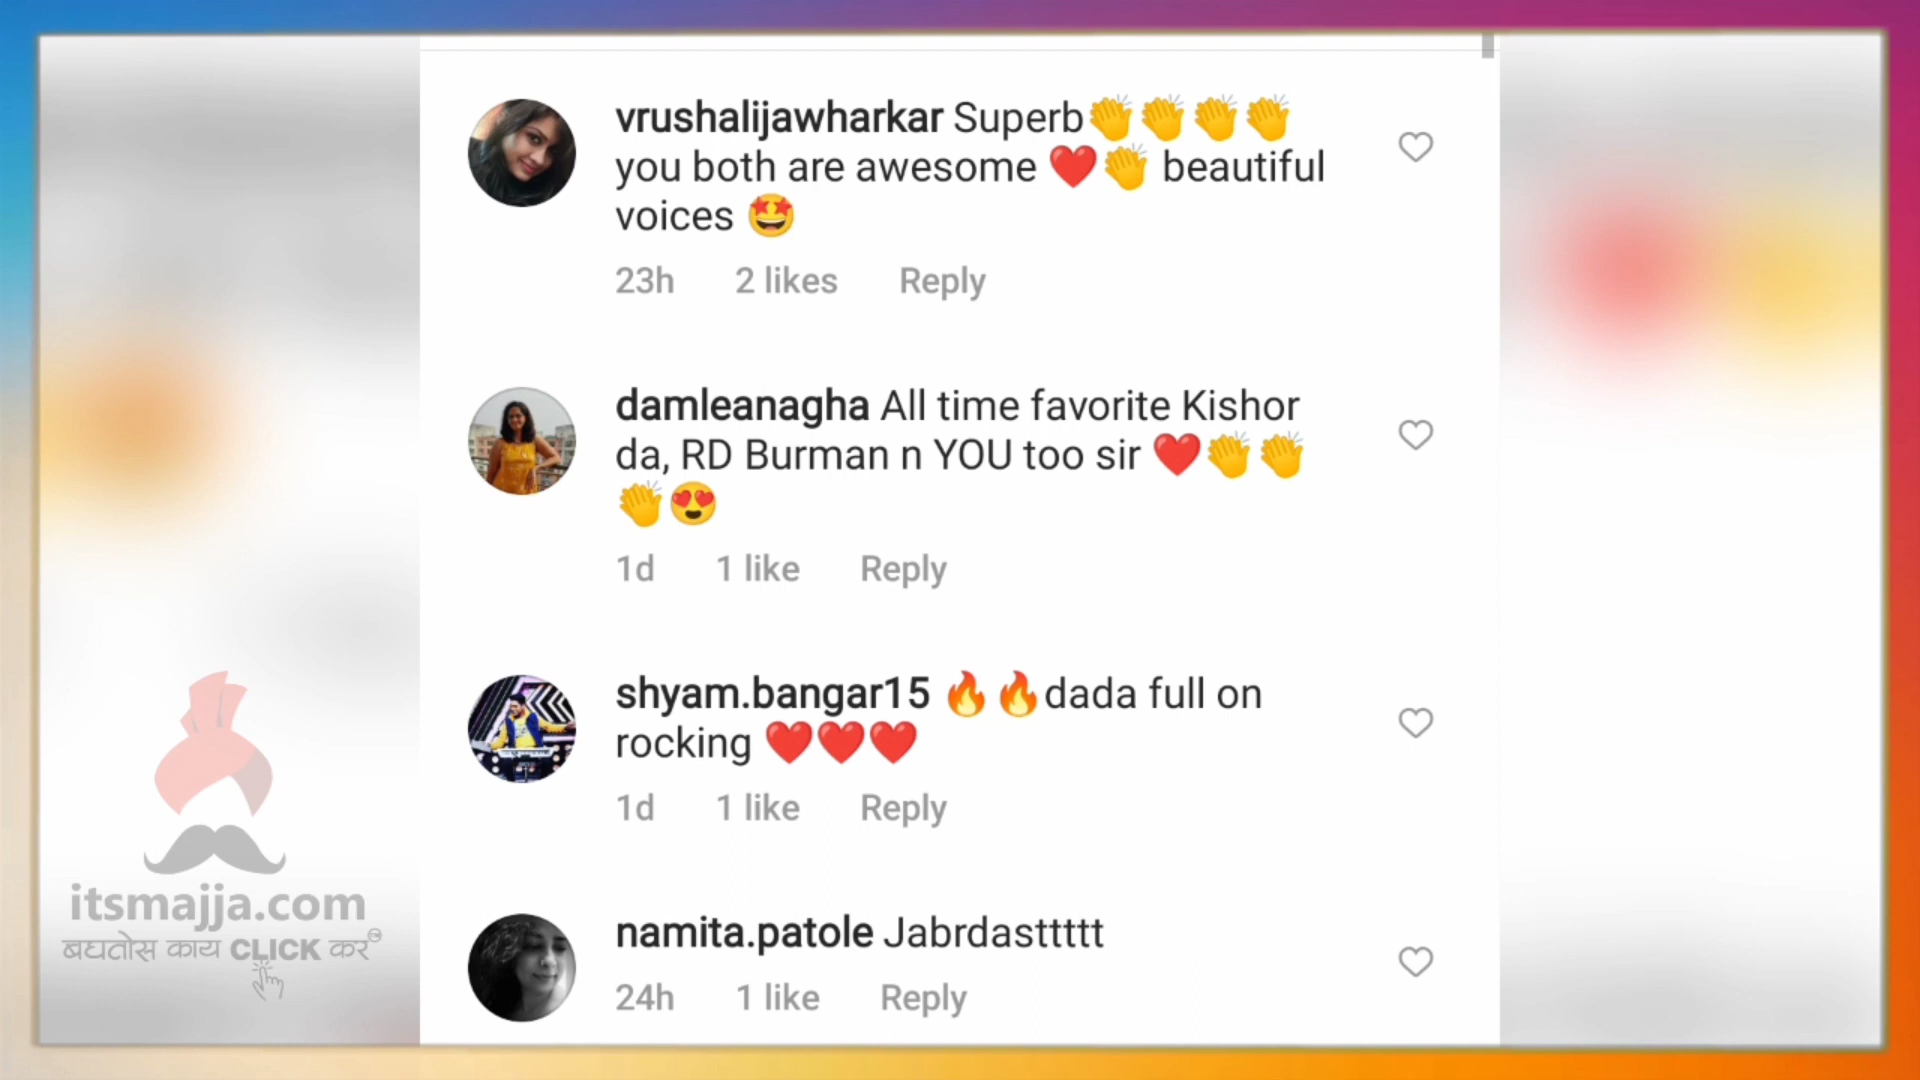 vrushalijawharkar Superb👏👏👏👏
you both are awesome ❤️👏 beautiful
voices 🤩
23h 2 likes Reply
damleanagha All time favorite Kishor
da, RD Burman n YOU too sir ❤️👏👏
👏😍
1d 1 like Reply
shyam.bangar15 🔥🔥dada full on
rocking ❤️❤️❤️
1d 1 like Reply
namita.patole Jabrdasttttt
24h 1 like Reply
itsmajja.com
बघतोस काय CLICK कर